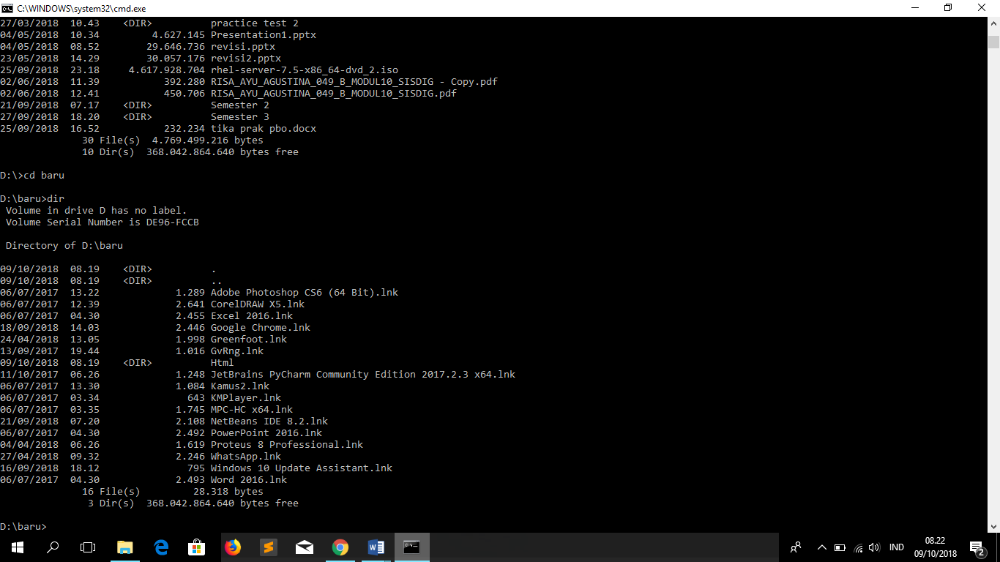 C:\WINDOWS\system32\cmd.exe
27/03/2018  10.43    <DIR>          practice test 2
04/05/2018  10.34         4.627.145 Presentation1.pptx
04/05/2018  08.52        29.646.736 revisi.pptx
23/05/2018  14.29        30.057.176 revisi2.pptx
25/09/2018  23.18     4.617.928.704 rhel-server-7.5-x86_64-dvd_2.iso
02/06/2018  11.39           392.280 RISA_AYU_AGUSTINA_049_B_MODUL10_SISDIG - Copy.pdf
02/06/2018  12.41           450.706 RISA_AYU_AGUSTINA_049_B_MODUL10_SISDIG.pdf
21/09/2018  07.17    <DIR>          Semester 2
27/09/2018  18.20    <DIR>          Semester 3
25/09/2018  16.52           232.234 tika prak pbo.docx
              30 File(s)  4.769.499.216 bytes
              10 Dir(s)  368.042.864.640 bytes free
D:\>cd baru
D:\baru>dir
 Volume in drive D has no label.
 Volume Serial Number is DE96-FCCB
 Directory of D:\baru
09/10/2018  08.19    <DIR>          .
09/10/2018  08.19    <DIR>          ..
06/07/2017  13.22             1.289 Adobe Photoshop CS6 (64 Bit).lnk
06/07/2017  12.39             2.641 CorelDRAW X5.lnk
06/07/2017  04.30             2.455 Excel 2016.lnk
18/09/2018  14.03             2.446 Google Chrome.lnk
24/04/2018  13.05             1.998 Greenfoot.lnk
13/09/2017  19.44             1.016 GvRng.lnk
09/10/2018  08.19    <DIR>          Html
11/10/2017  06.26             1.248 JetBrains PyCharm Community Edition 2017.2.3 x64.lnk
06/07/2017  13.30             1.084 Kamus2.lnk
06/07/2017  03.34               643 KMPlayer.lnk
06/07/2017  03.35             1.745 MPC-HC x64.lnk
21/09/2018  07.20             2.108 NetBeans IDE 8.2.lnk
06/07/2017  04.30             2.492 PowerPoint 2016.lnk
04/04/2018  06.26             1.619 Proteus 8 Professional.lnk
27/04/2018  09.32             2.246 WhatsApp.lnk
16/09/2018  18.12               795 Windows 10 Update Assistant.lnk
06/07/2017  04.30             2.493 Word 2016.lnk
              16 File(s)         28.318 bytes
               3 Dir(s)  368.042.864.640 bytes free
D:\baru>
IND
08.22
09/10/2018
2